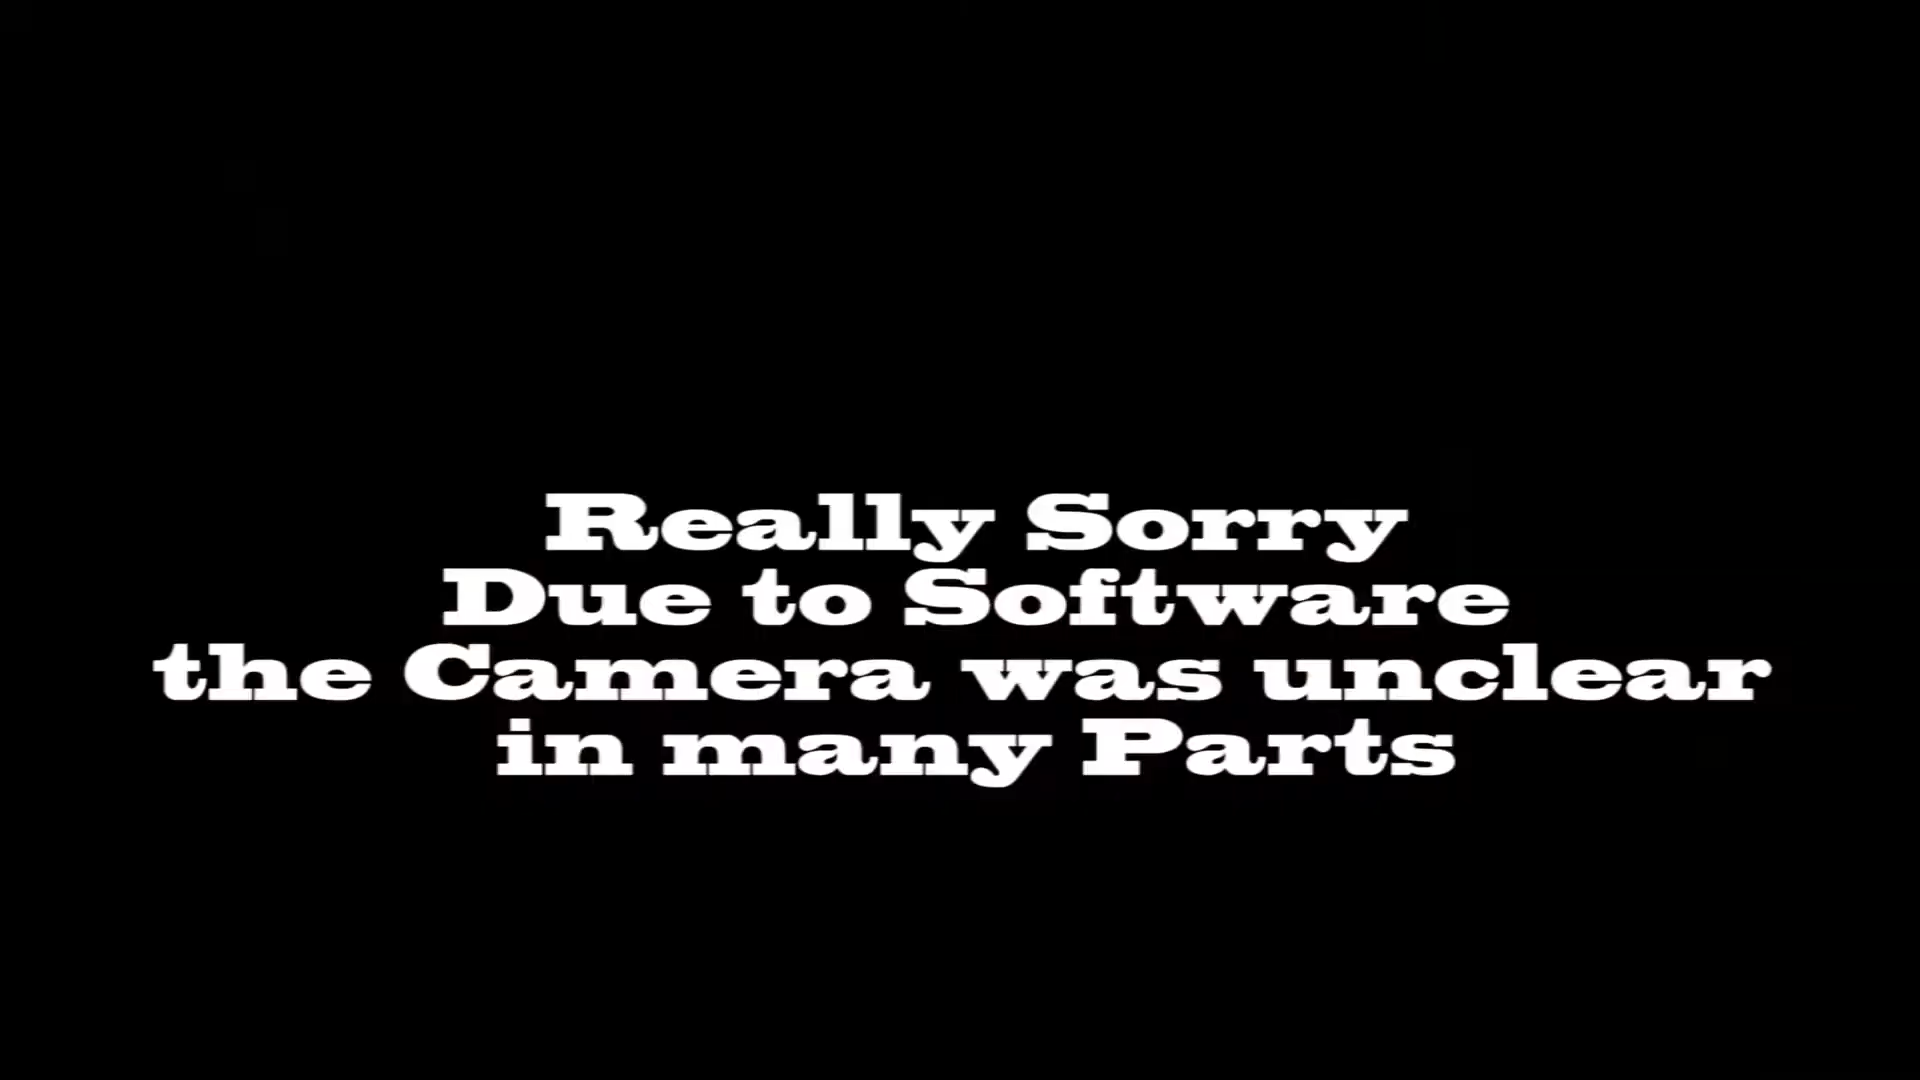 Really Sorry
Due to Software
the Camera was unclear
in many Parts